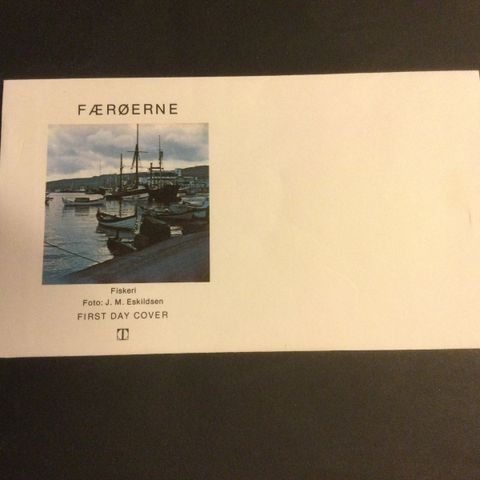 FÆRØERNE
Fiskeri
Foto: J. M. Eskildsen
FIRST DAY COVER